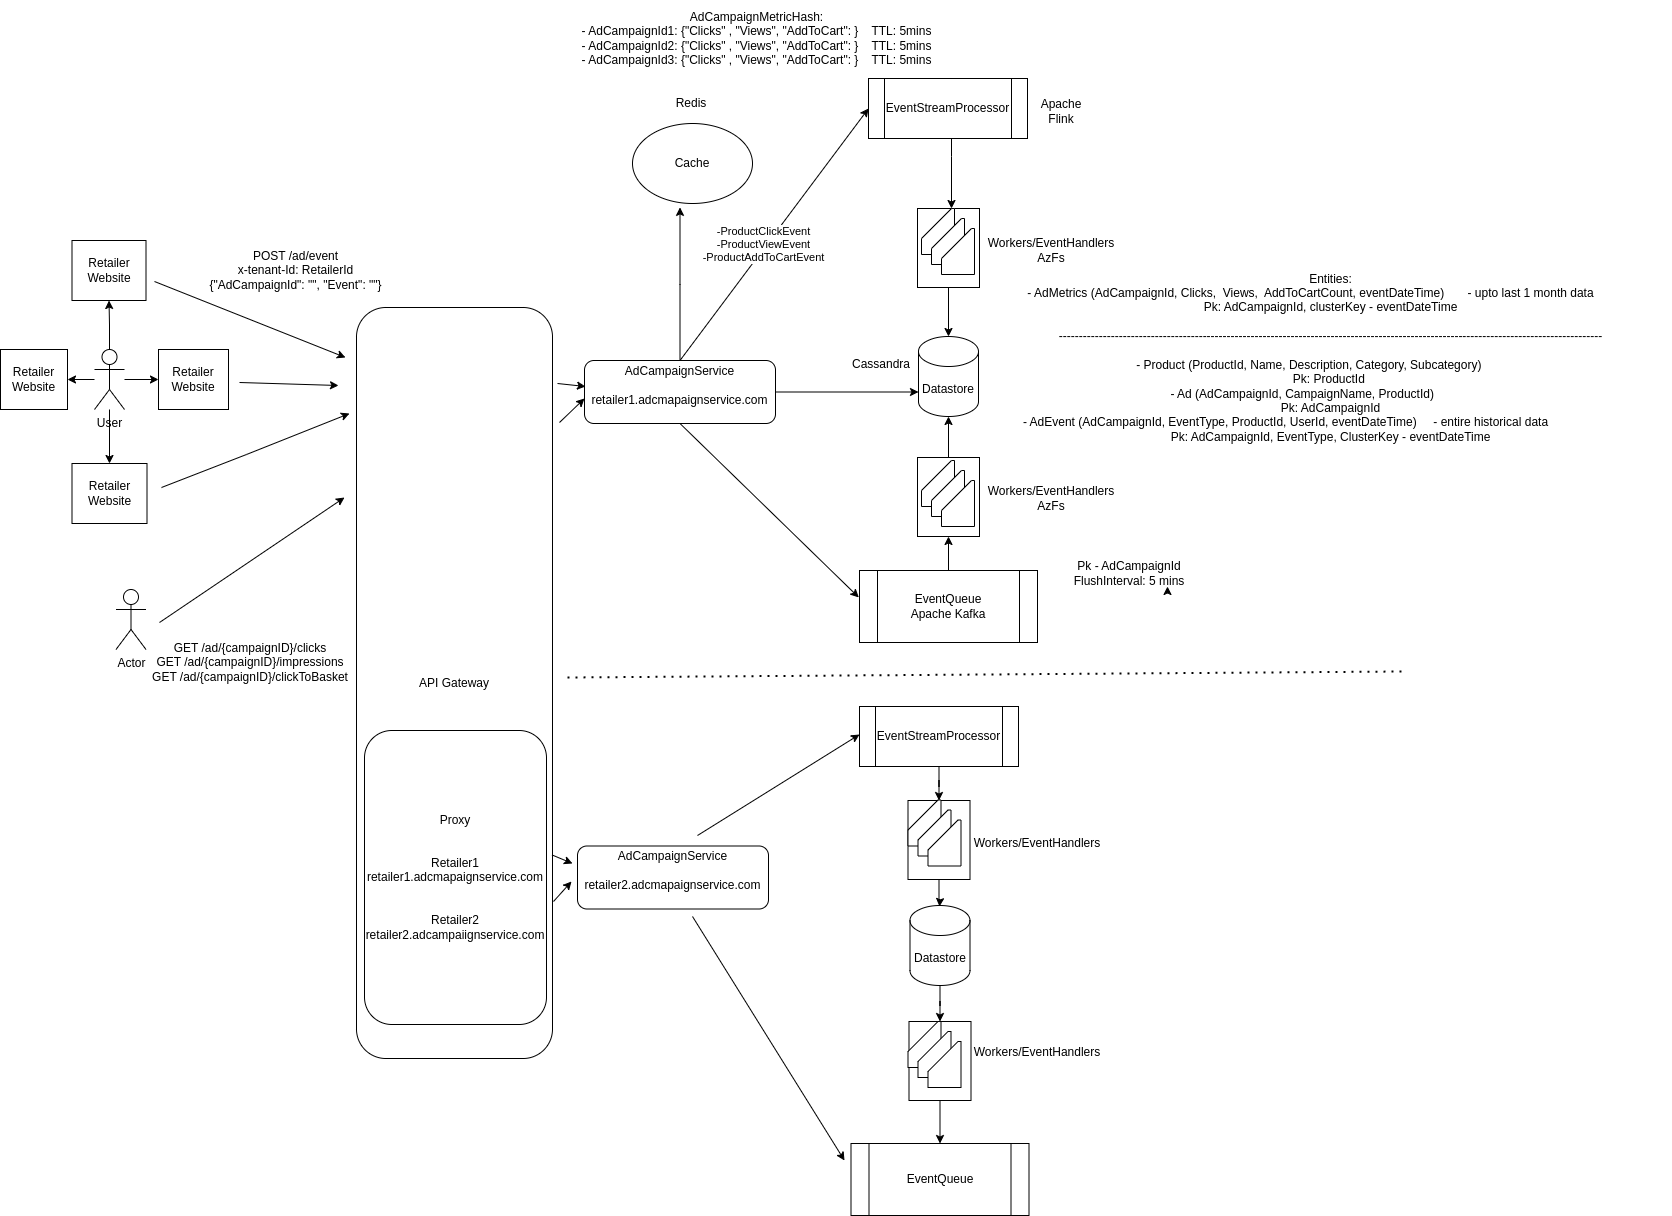 AdCampaignMetricHash:
- AdCampaignId1: {"Clicks" , "Views", "AddToCart": }    TTL: 5mins
- AdCampaignId2: {"Clicks" , "Views", "AddToCart": }    TTL: 5mins
- AdCampaignId3: {"Clicks" , "Views", "AddToCart": }    TTL: 5mins
Redis
Cache
EventStreamProcessor
Apache
Flink
-ProductClickEvent
-ProductViewEvent
-ProductAddToCartEvent
Workers/EventHandlers
AzFs
Retailer
Website
POST /ad/event
x-tenant-Id: RetailerId
{"AdCampaignId": "", "Event": ""}
Retailer
Website
Retailer
Website
User
Retailer
Website
Entities:
- AdMetrics (AdCampaignId, Clicks,  Views,  AddToCartCount, eventDateTime)       - upto last 1 month data
Pk: AdCampaignId, clusterKey - eventDateTime
AdCampaignService
retailer1.adcmapaignservice.com
Cassandra
Datastore
- Product (ProductId, Name, Description, Category, Subcategory)
Pk: ProductId
- Ad (AdCampaignId, CampaignName, ProductId)
Pk: AdCampaignId
- AdEvent (AdCampaignId, EventType, ProductId, UserId, eventDateTime)     - entire historical data
Pk: AdCampaignId, EventType, ClusterKey - eventDateTime
Workers/EventHandlers
AzFs
EventQueue
Apache Kafka
Pk - AdCampaignId
FlushInterval: 5 mins
Actor
GET /ad/{campaignID}/clicks
GET /ad/{campaignID}/impressions
GET /ad/{campaignID}/clickToBasket
API Gateway
Proxy
Retailer1
retailer1.adcmapaignservice.com
Retailer2
retailer2.adcampaiignservice.com
AdCampaignService
retailer2.adcmapaignservice.com
EventStreamProcessor
Workers/EventHandlers
Datastore
Workers/EventHandlers
EventQueue